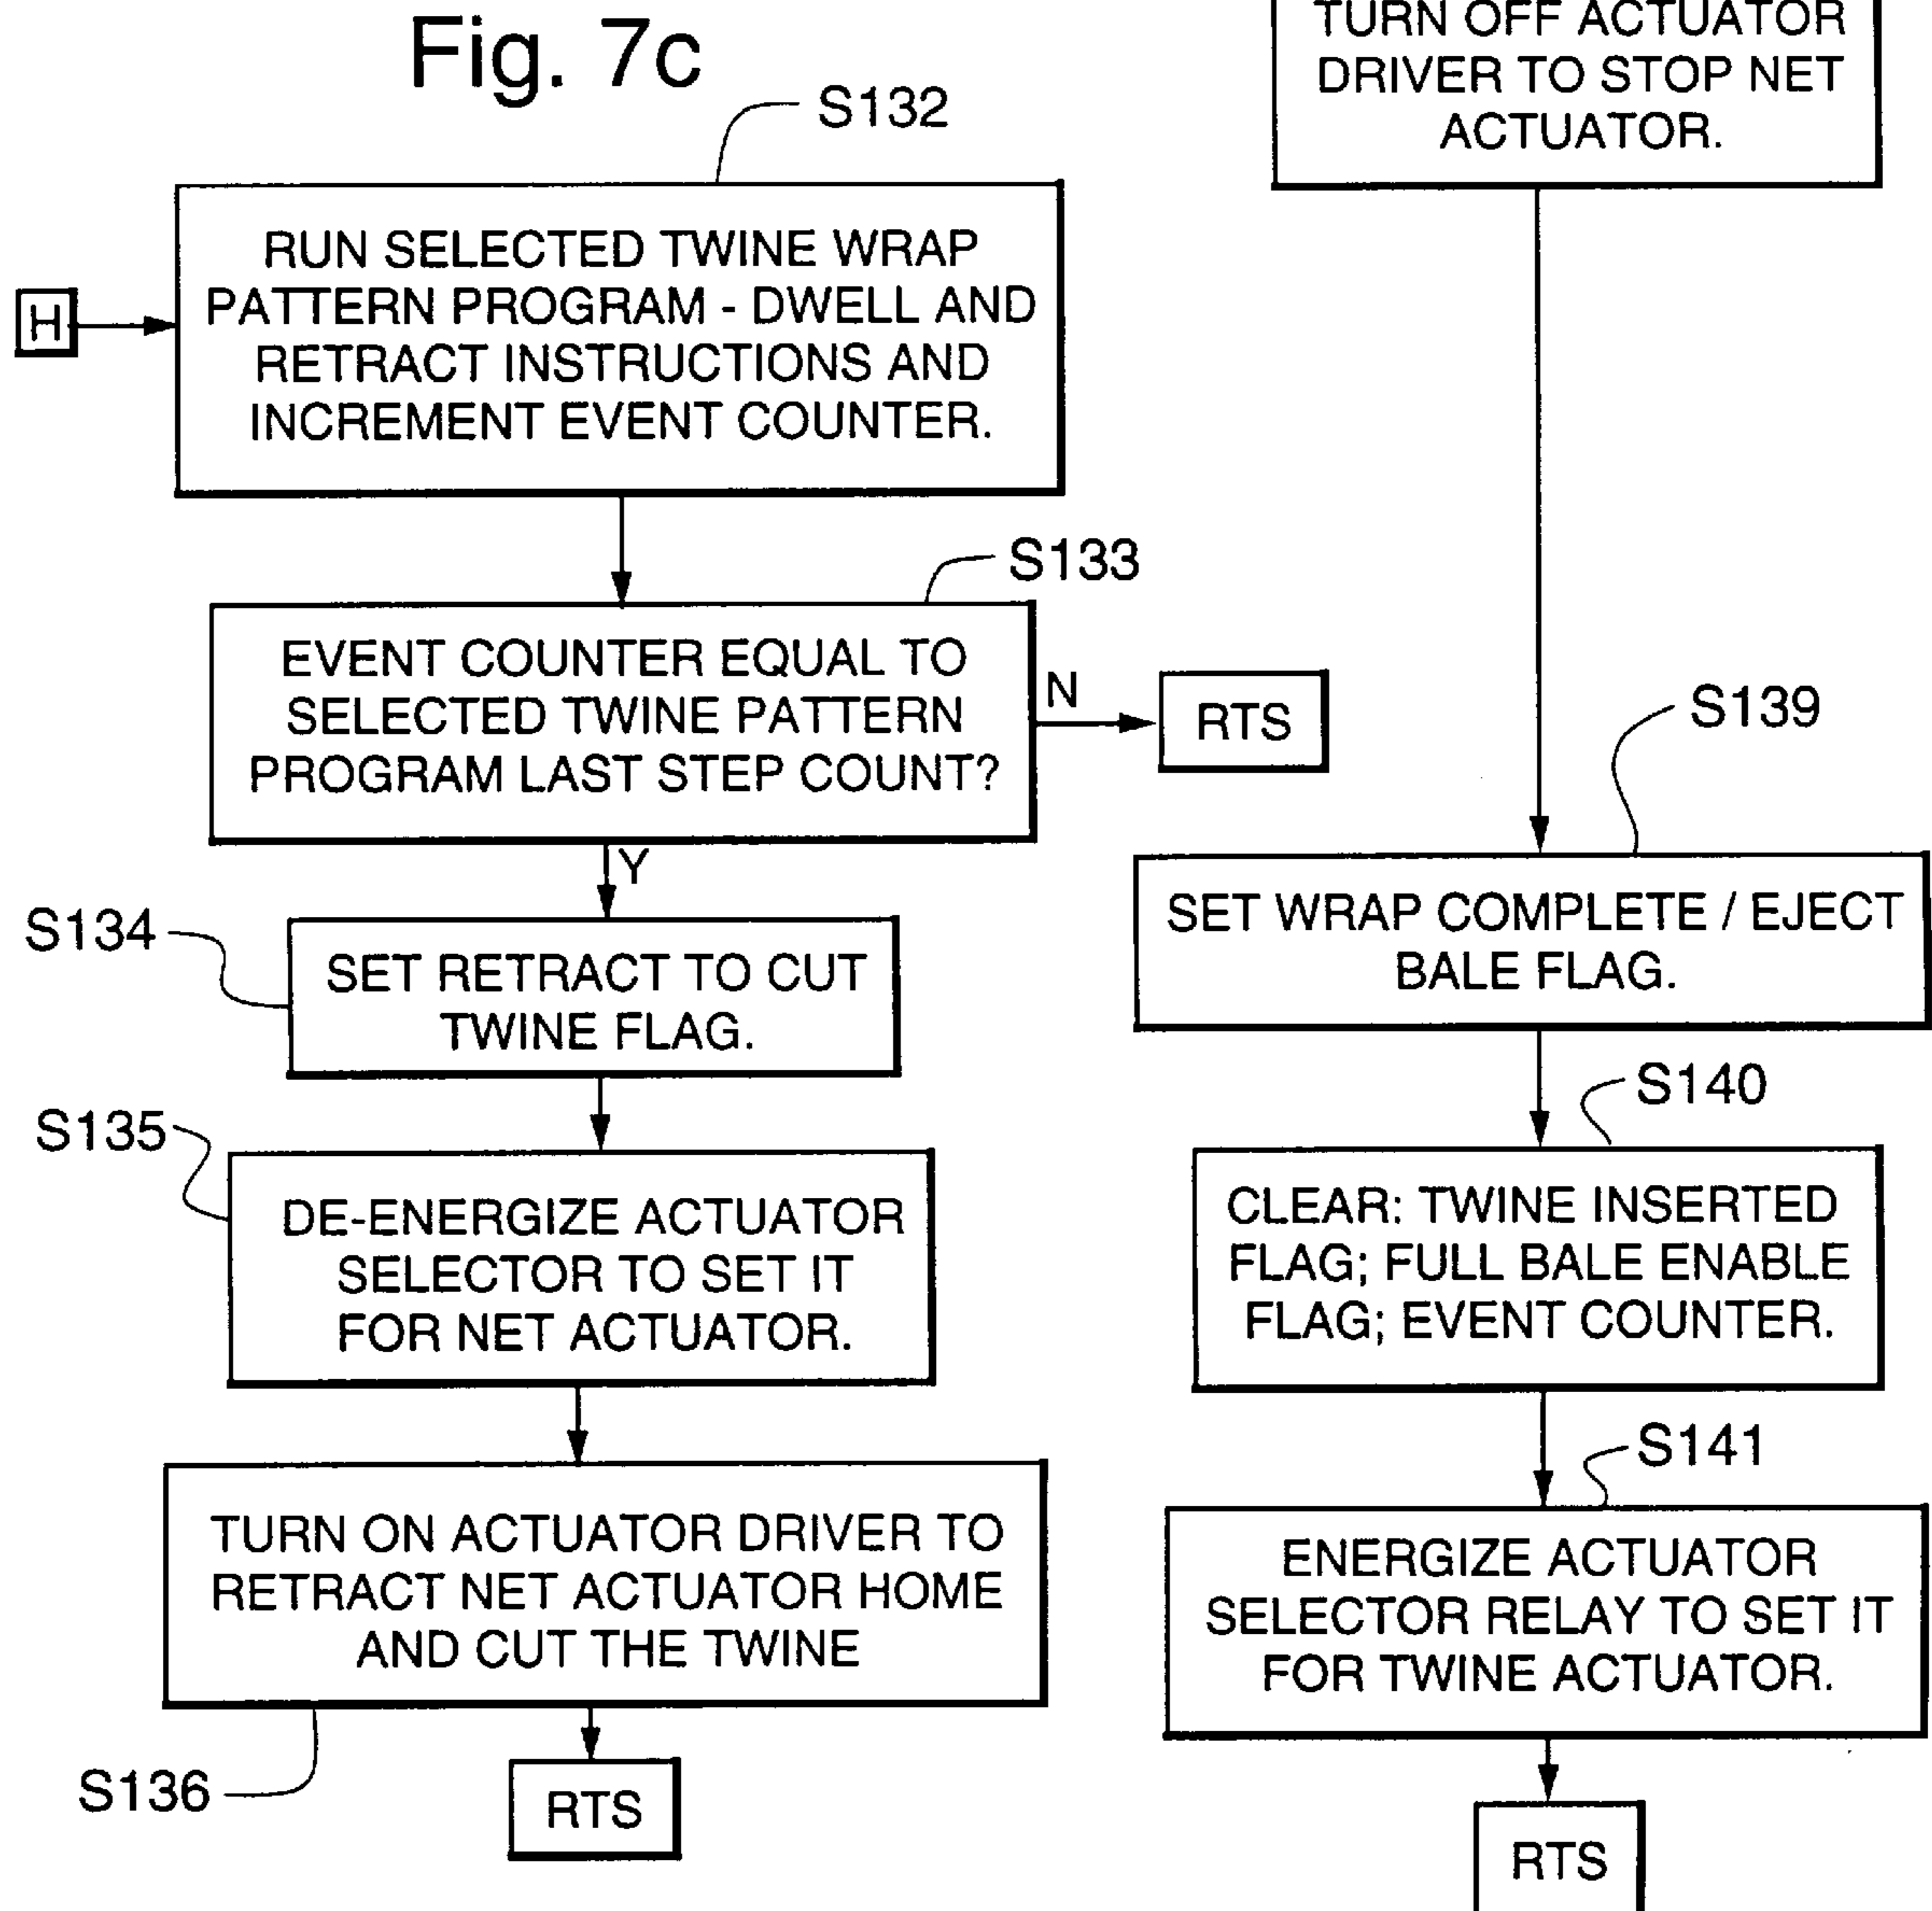 Fig. 7c
S132
H
RUN SELECTED TWINE WRAP
PATTERN PROGRAM - DWELL AND
RETRACT INSTRUCTIONS AND
INCREMENT EVENT COUNTER.
S133
EVENT COUNTER EQUAL TO
SELECTED TWINE PATTERN
PROGRAM LAST STEP COUNT?
N
RTS
Y
S134
SET RETRACT TO CUT
TWINE FLAG.
S135
DE-ENERGIZE ACTUATOR
SELECTOR TO SET IT
FOR NET ACTUATOR.
TURN ON ACTUATOR DRIVER TO
RETRACT NET ACTUATOR HOME
AND CUT THE TWINE
S136
RTS
TURN OFF ACTUATOR
DRIVER TO STOP NET
ACTUATOR.
S139
SET WRAP COMPLETE / EJECT
BALE FLAG.
S140
CLEAR: TWINE INSERTED
FLAG; FULL BALE ENABLE
FLAG; EVENT COUNTER.
S141
ENERGIZE ACTUATOR
SELECTOR RELAY TO SET IT
FOR TWINE ACTUATOR.
RTS